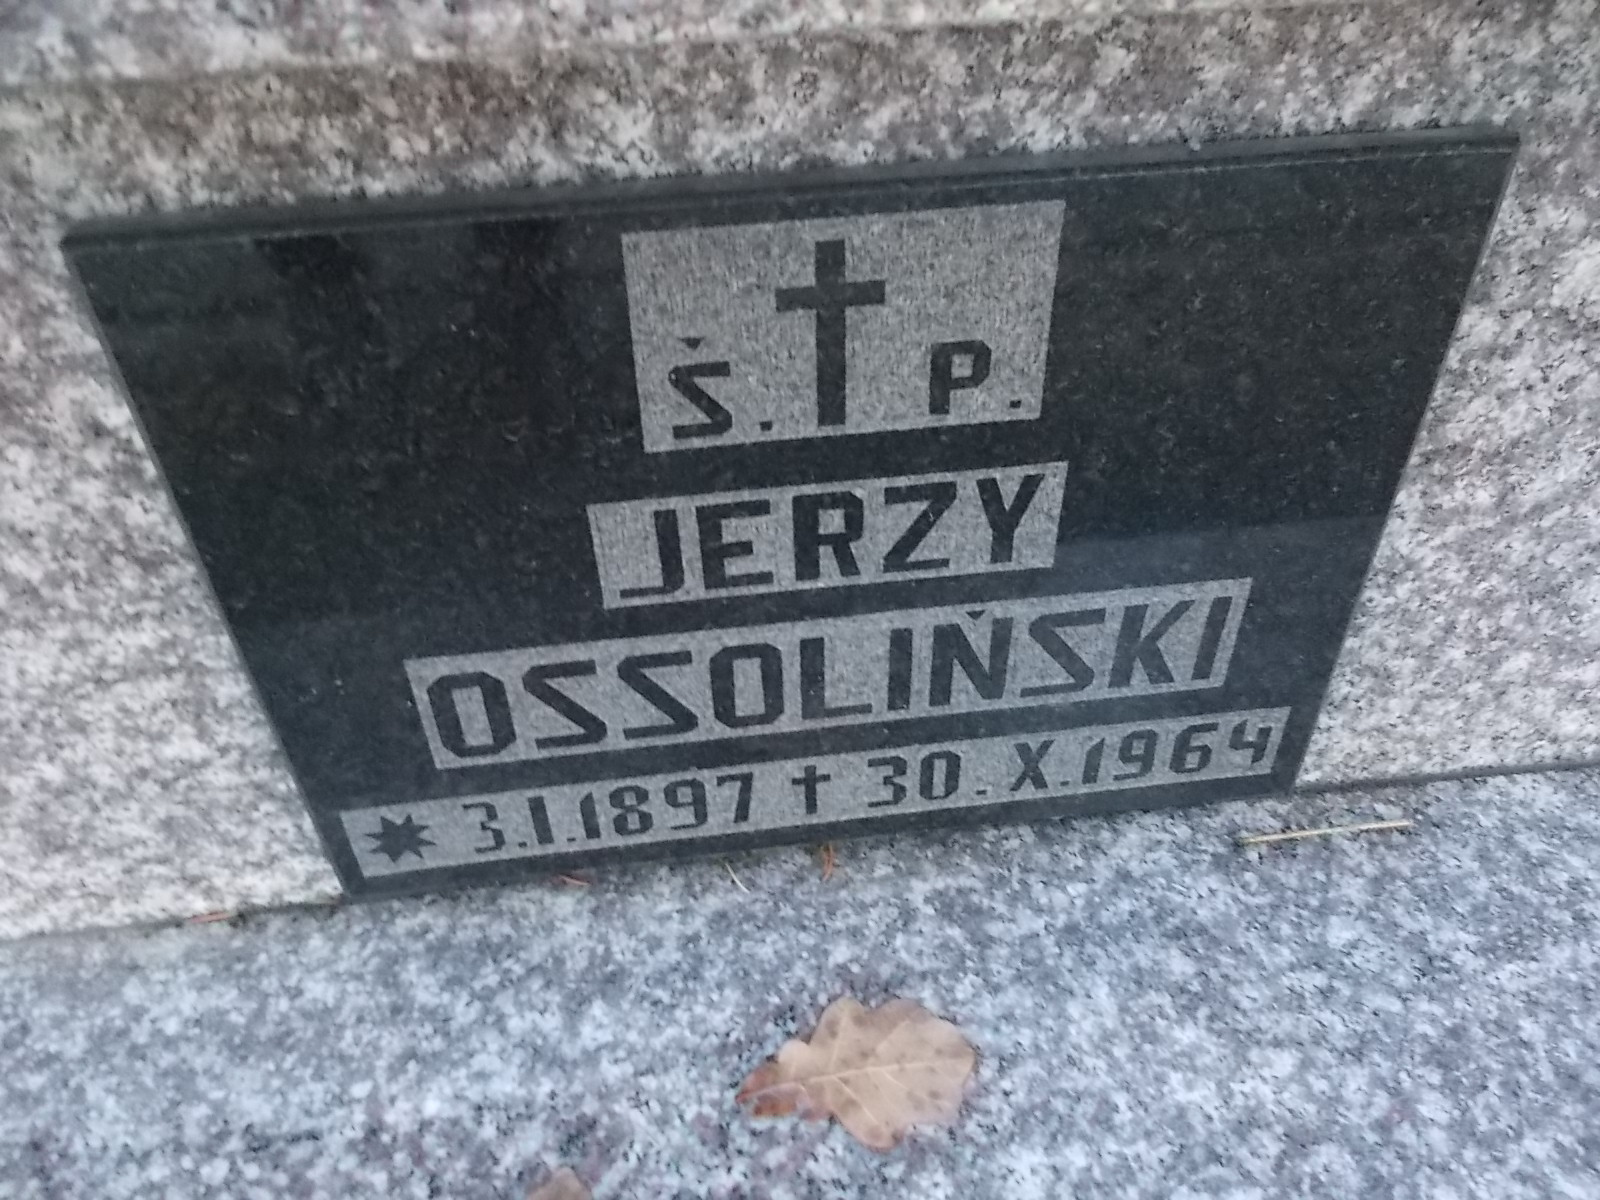 Ś. † P.
JERZY
OSSOLIŃSKI
* 3.I.1897 † 30.X.1964